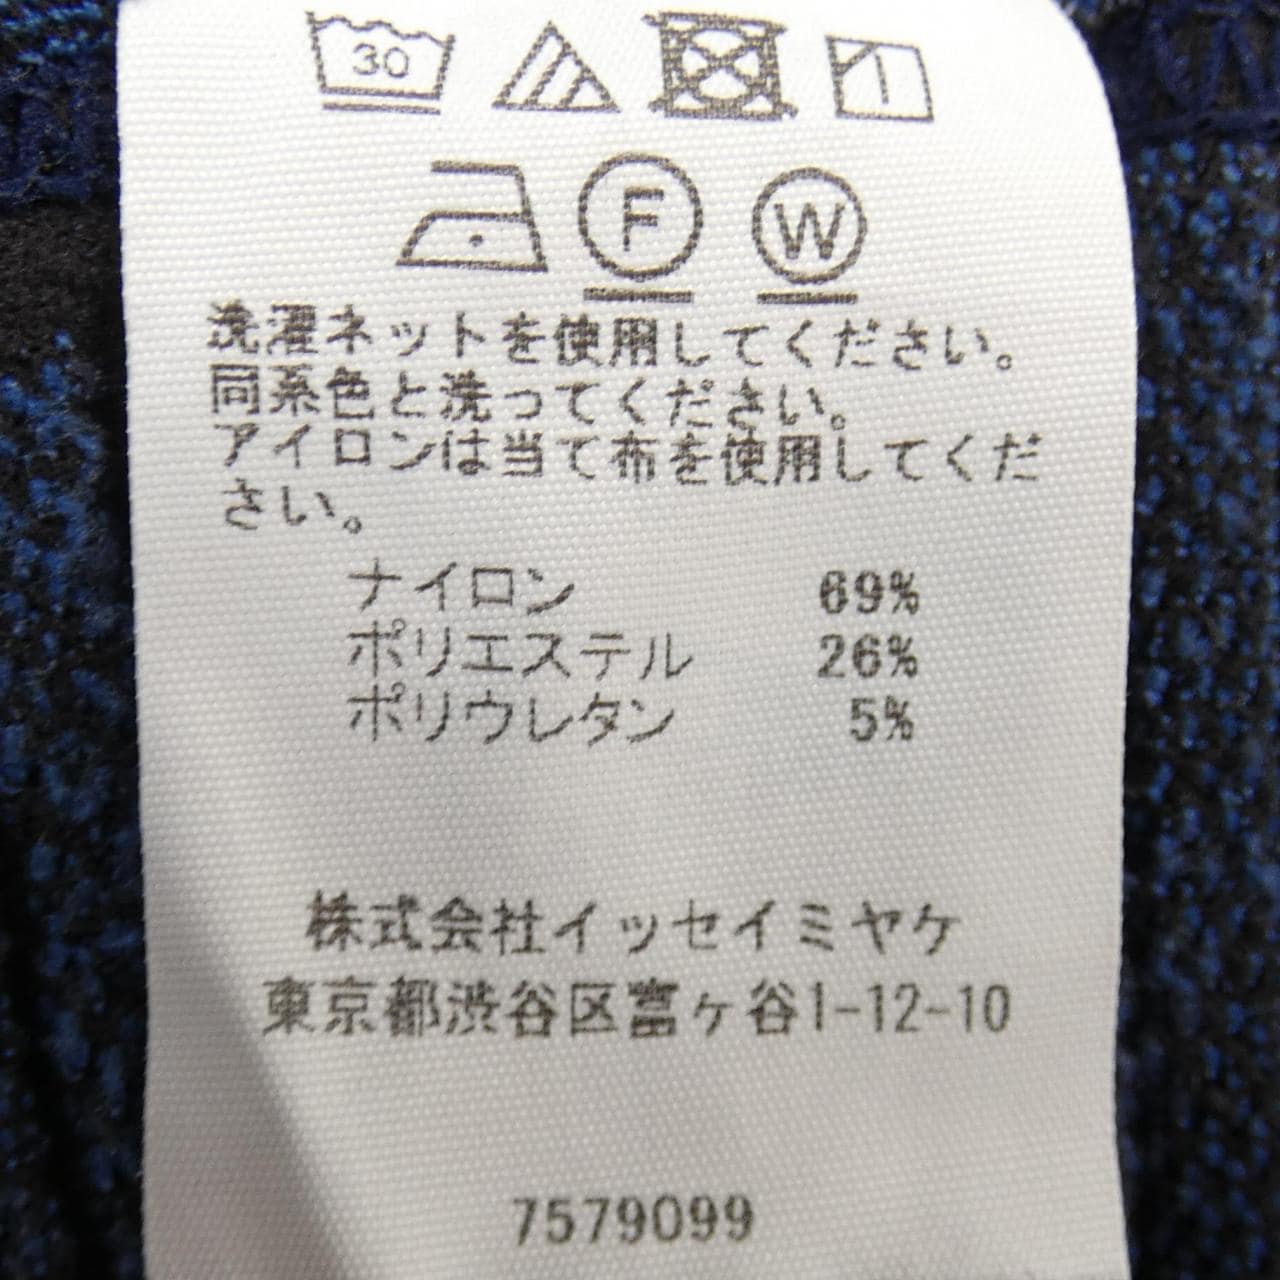 30
F W
洗濯ネットを使用してください。
同系色と洗ってください。
アイロンは当て布を使用してくだ
さい。
ナイロン 69%
ポリエステル 26%
ポリウレタン 5%
株式会社イッセイミヤケ
東京都渋谷区富ヶ谷1-12-10
7579099